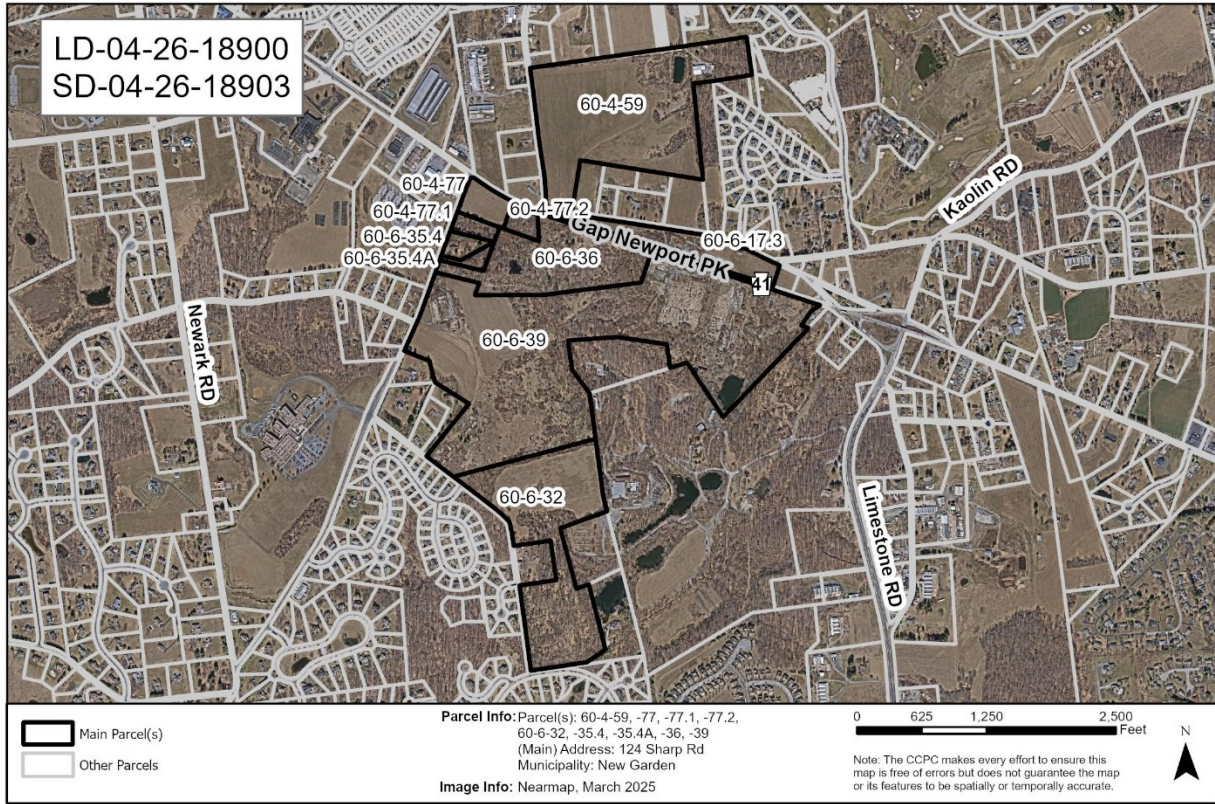 LD-04-26-18900
SD-04-26-18903
60-4-59
60-4-77
60-4-77.1
60-4-77.2
60-6-35.4
60-6-35.4A
60-6-36
60-6-17.3
Gap Newport PK
41
Kaolin RD
60-6-39
Newark RD
60-6-32
Limestone RD
Main Parcel(s)
Other Parcels
Parcel Info: Parcel(s): 60-4-59, -77, -77.1, -77.2,
60-6-32, -35.4, -35.4A, -36, -39
(Main) Address: 124 Sharp Rd
Municipality: New Garden
Image Info: Nearmap, March 2025
0 625 1,250 2,500
Feet
Note: The CCPC makes every effort to ensure this
map is free of errors but does not guarantee the map
or its features to be spatially or temporally accurate.
N